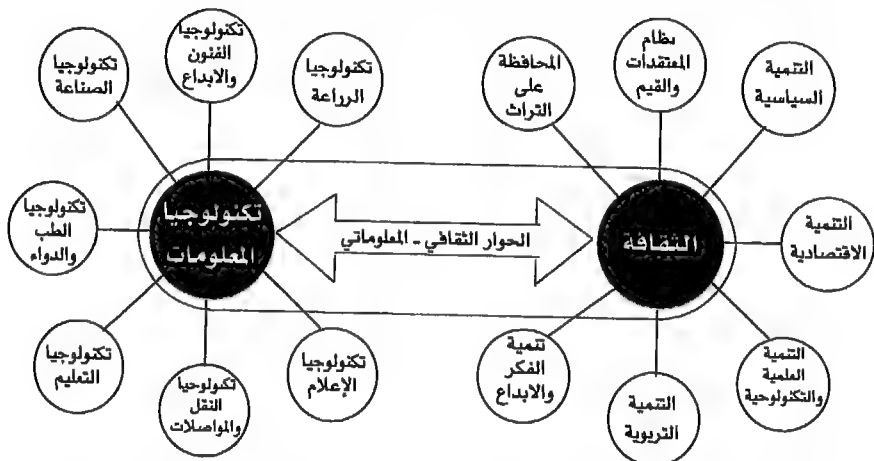 تكنولوجيا
الفنون
والابداع
تكنولوجيا
الصناعة
تكنولوجيا
الزراعة
تكنولوجيا
الطب
والدواء
تكنولوجيا
المعلومات
تكنولوجيا
التعليم
تكنولوجيا
النقل
والمواصلات
تكنولوجيا
الإعلام
الحوار الثقافي - المعلوماتي
نظام
المعتقدات
والقيم
المحافظة
على
التراث
التنمية
السياسية
الثقافة
التنمية
الاقتصادية
تنمية
الفكر
والابداع
التنمية
التربوية
التنمية
العلمية
والتكنولوجية